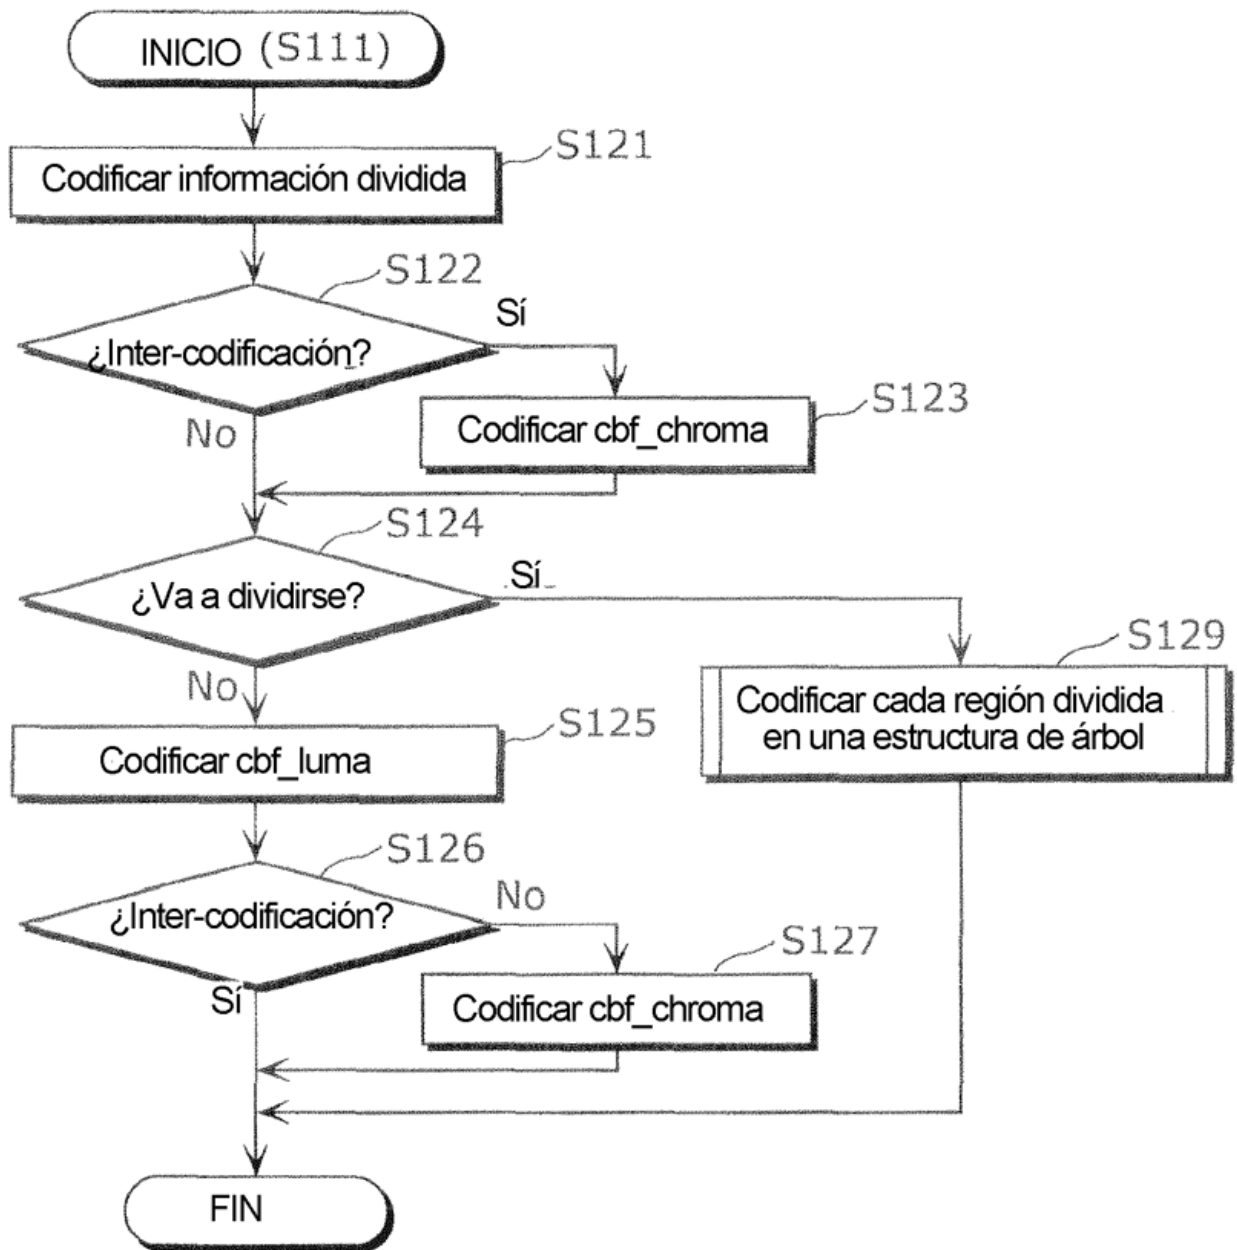 INICIO (S111)
S121
Codificar información dividida
S122
Sí
¿Inter-codificación?
S123
Codificar cbf_chroma
No
S124
Sí
¿Va a dividirse?
S129
No
Codificar cada región dividida
en una estructura de árbol
S125
Codificar cbf_luma
S126
No
¿Inter-codificación?
S127
Sí
Codificar cbf_chroma
FIN